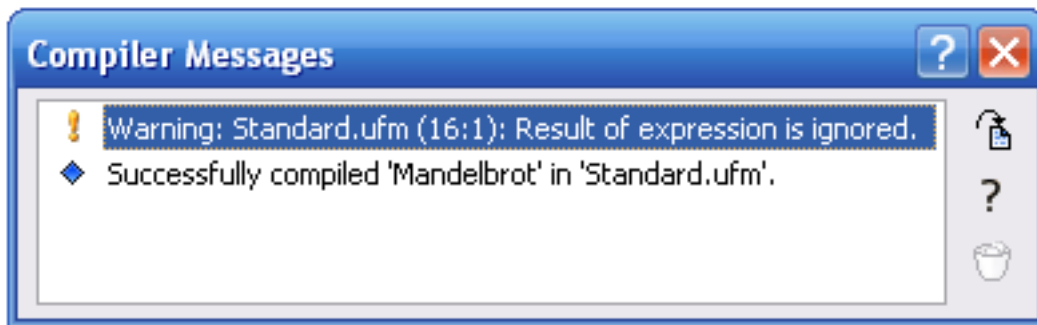 Compiler Messages
?
Warning: Standard.ufm (16:1): Result of expression is ignored.
Successfully compiled 'Mandelbrot' in 'Standard.ufm'.
?